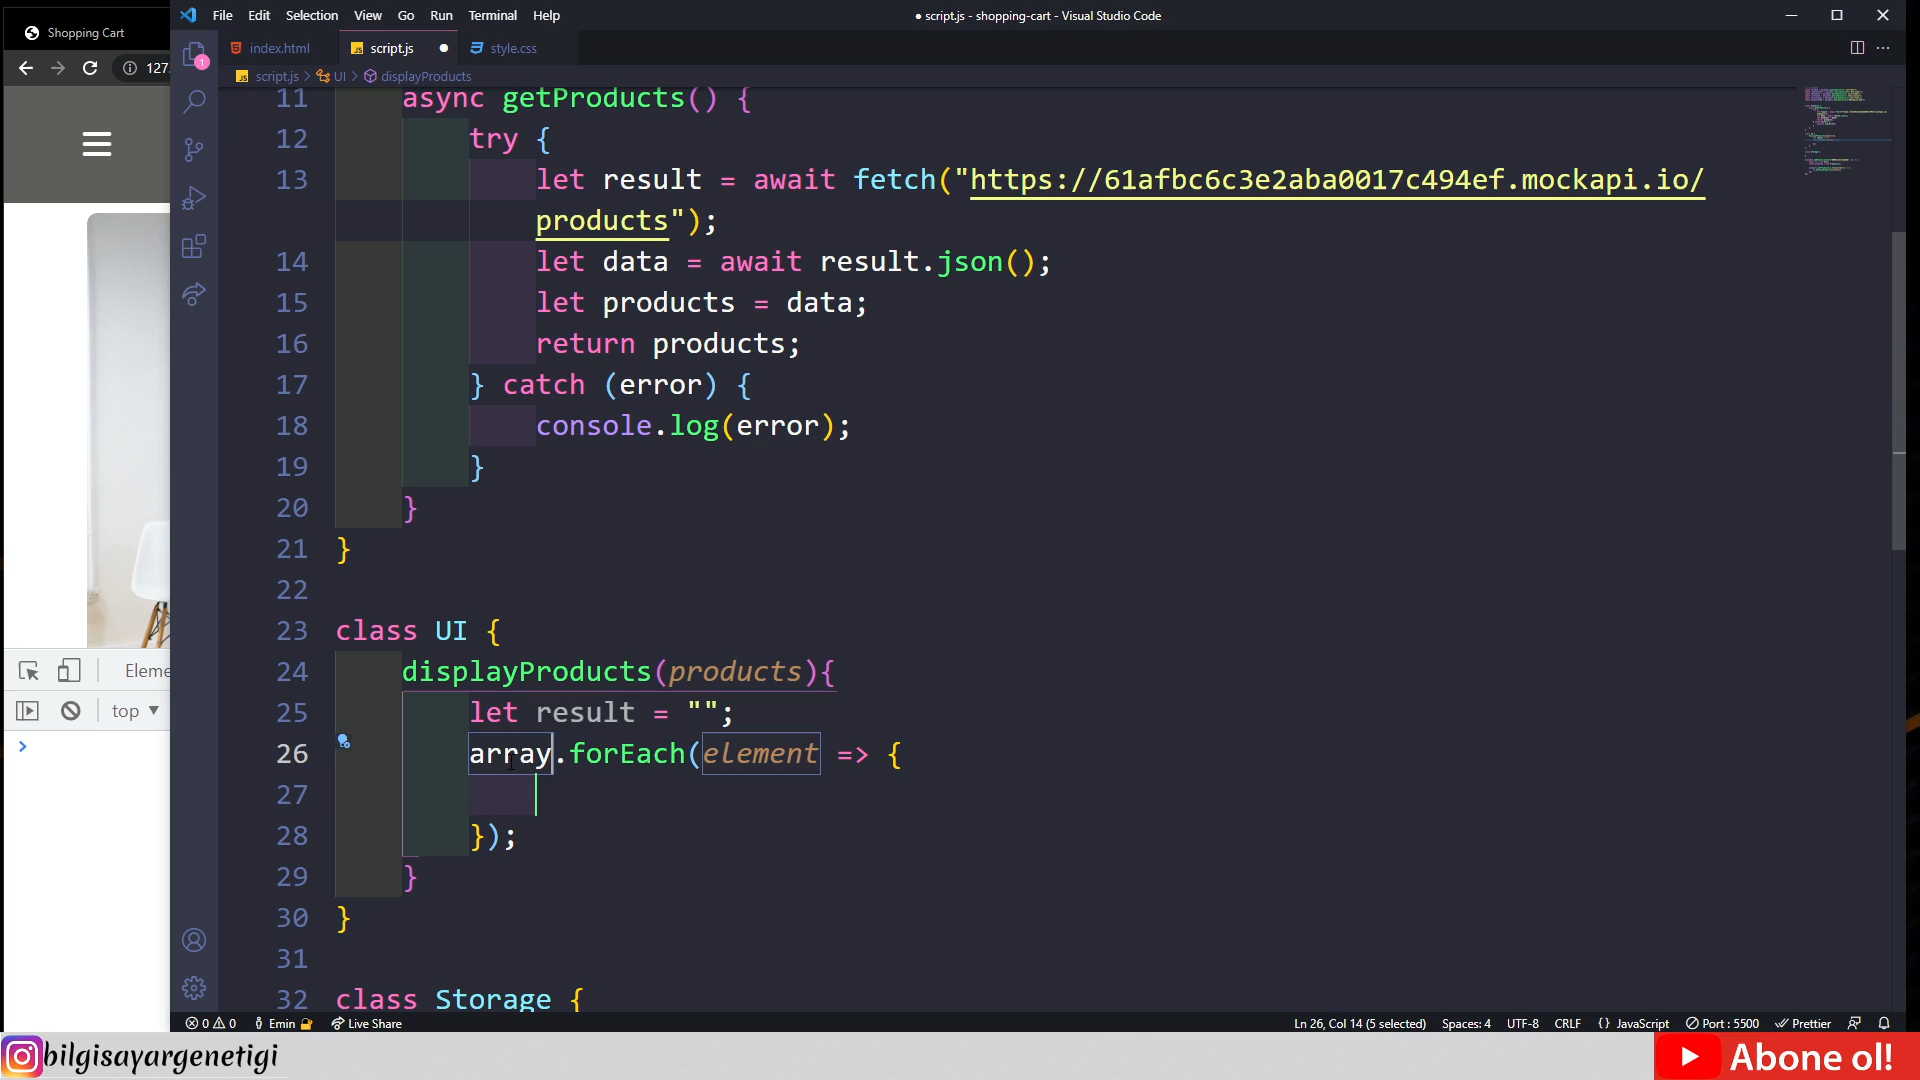 Shopping Cart
File Edit Selection View Go Run Terminal Help
● script.js - shopping-cart - Visual Studio Code
127.
index.html
JS script.js ●
style.css
1
JS script.js > UI > displayProducts
11 async getProducts() {
12 try {
13 let result = await fetch("https://61afbc6c3e2aba0017c494ef.mockapi.io/
products");
14 let data = await result.json();
15 let products = data;
16 return products;
17 } catch (error) {
18 console.log(error);
19 }
20 }
21 }
22
23 class UI {
24 displayProducts(products){
25 let result = "";
26 array.forEach(element => {
27
28 });
29 }
30 }
31
32 class Storage {
Eleme
top ▼
>
0 0 Emin Live Share
Ln 26, Col 14 (5 selected) Spaces: 4 UTF-8 CRLF {} JavaScript Port : 5500 Prettier
bilgisayargenetigi
Abone ol!